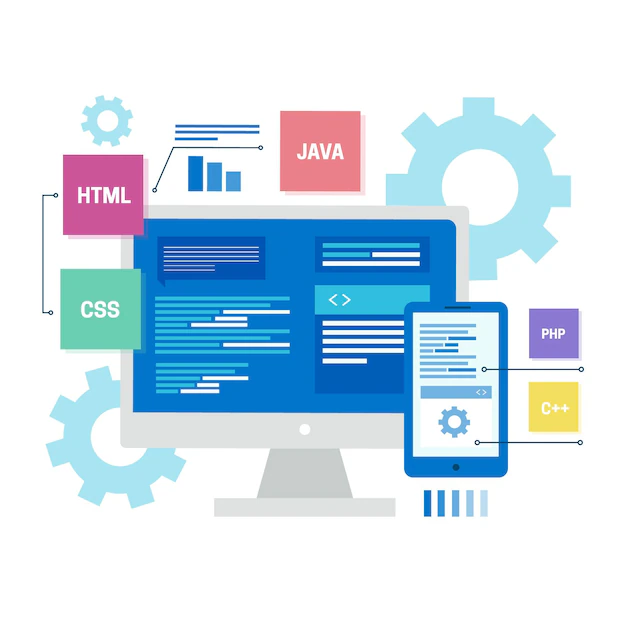 JAVA
HTML
CSS
< >
PHP
< >
C++